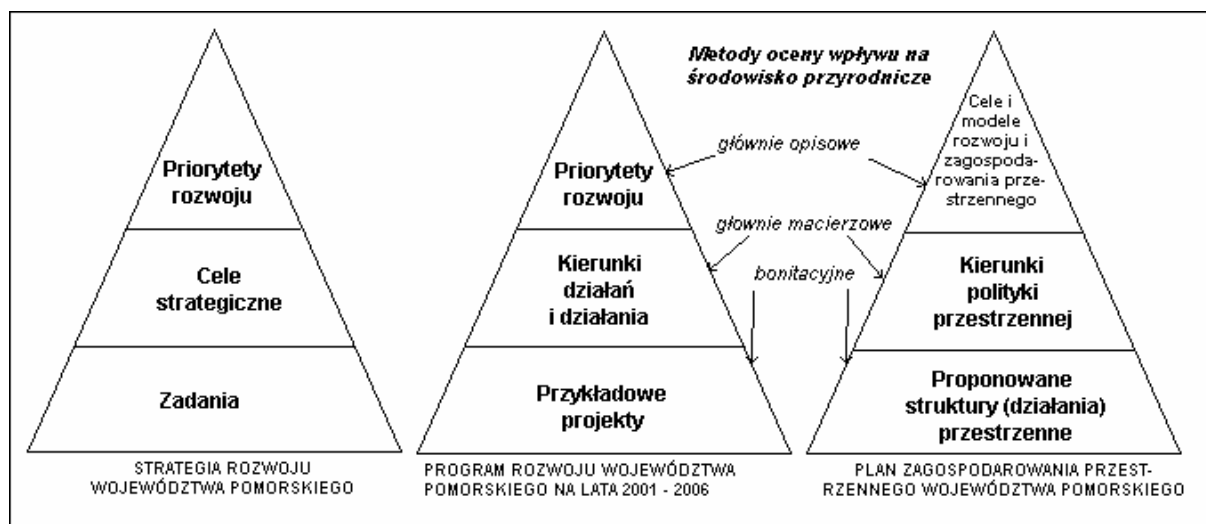 Priorytety
rozwoju
Cele
strategiczne
Zadania
STRATEGIA ROZWOJU
WOJEWÓDZTWA POMORSKIEGO
Priorytety
rozwoju
Kierunki
działań
i działania
Przykładowe
projekty
PROGRAM ROZWOJU WOJEWÓDZTWA
POMORSKIEGO NA LATA 2001 - 2006
Metody oceny wpływu na
środowisko przyrodnicze
głównie opisowe
głownie macierzowe
bonitacyjne
Cele i
modele
rozwoju i
zagospoda-
rowania prze-
strzennego
Kierunki
polityki
przestrzennej
Proponowane
struktury (działania)
przestrzenne
PLAN ZAGOSPODAROWANIA PRZEST-
RZENNEGO WOJEWÓDZTWA POMORSKIEGO